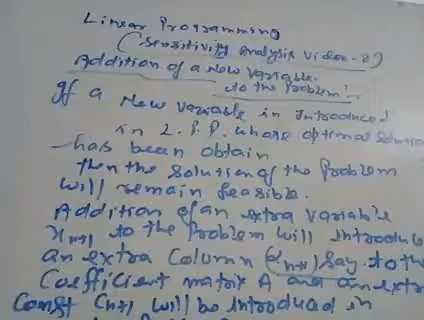 Linear Programming
(Sensitivity Analysis Video-8)
Addition of a New Variable
to the Problem:-
If a New Variable in Introduced
in L.P.P. whose optimal solution
has been obtain
then the Solution of the Problem
will remain feasible.
Addition of an extra Variable
xn+1 to the Problem will introduc
an extra Column (αn+1) Say to the
Coefficient matrix A and an extra
Const Cn+1 will be introduced in